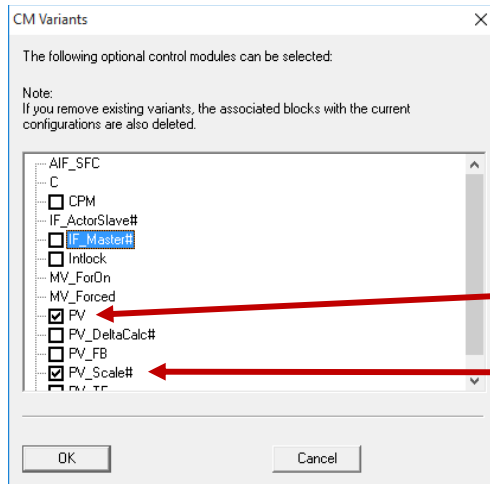 CM Variants
The following optional control modules can be selected:
Note:
If you remove existing variants, the associated blocks with the current
configurations are also deleted.
AIF_SFC
C
CPM
IF_ActorSlave#
IF_Master#
Intlock
MV_ForOn
MV_Forced
PV
PV_DeltaCalc#
PV_FB
PV_Scale#
OK Cancel